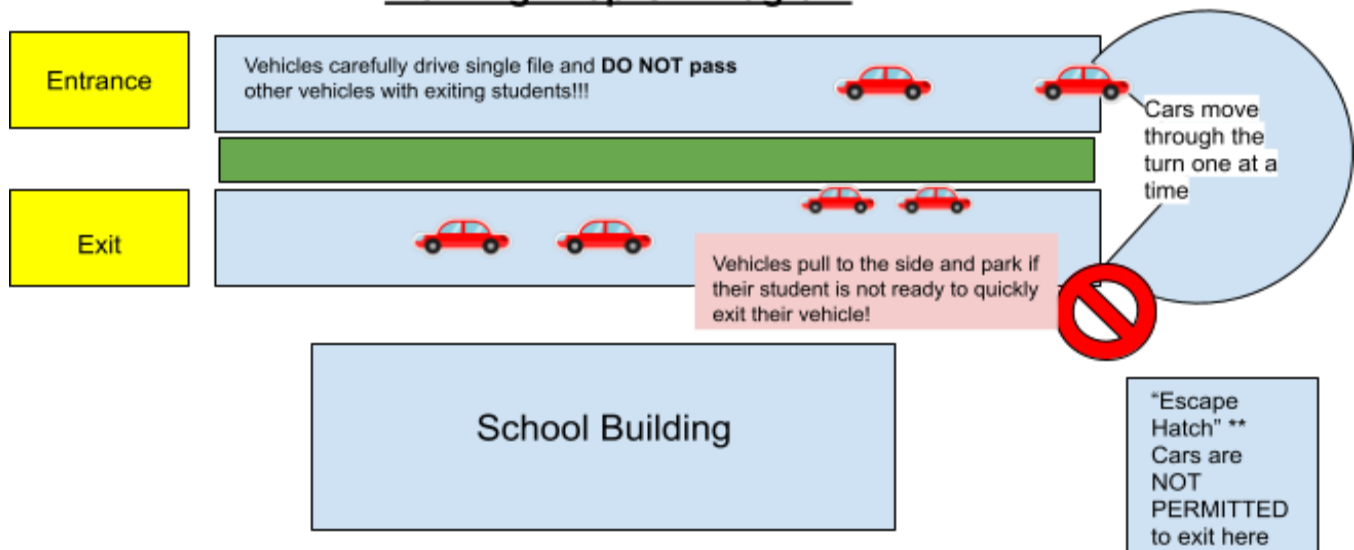 Entrance
Vehicles carefully drive single file and DO NOT pass
other vehicles with exiting students!!!
Cars move
through the
turn one at a
time
Exit
Vehicles pull to the side and park if
their student is not ready to quickly
exit their vehicle!
School Building
“Escape
Hatch” **
Cars are
NOT
PERMITTED
to exit here